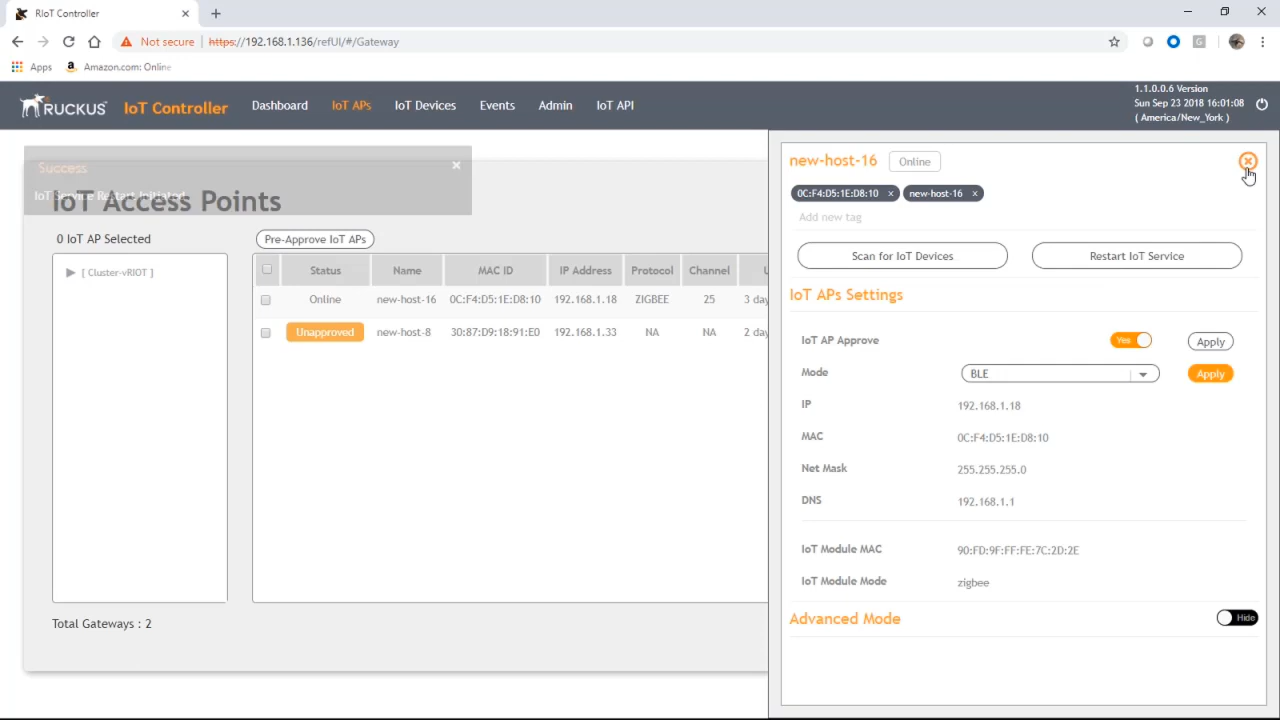 RIoT Controller
Not secure https://192.168.1.136/refUI/#/Gateway
Apps Amazon.com: Online
RUCKUS IoT Controller Dashboard IoT APs IoT Devices Events Admin IoT API
1.1.0.0.6 Version
Sun Sep 23 2018 16:01:08
( America/New_York )
Success
IoT Service Restart Initiated
IoT Access Points
0 IoT AP Selected Pre-Approve IoT APs
[ Cluster-vRIOT ]
Status Name MAC ID IP Address Protocol Channel U
Online new-host-16 0C:F4:D5:1E:D8:10 192.168.1.18 ZIGBEE 25 3 day
Unapproved new-host-8 30:87:D9:18:91:E0 192.168.1.33 NA NA 2 day
Total Gateways : 2
new-host-16 Online
0C:F4:D5:1E:D8:10 × new-host-16 ×
Add new tag
Scan for IoT Devices Restart IoT Service
IoT APs Settings
IoT AP Approve Yes Apply
Mode BLE Apply
IP 192.168.1.18
MAC 0C:F4:D5:1E:D8:10
Net Mask 255.255.255.0
DNS 192.168.1.1
IoT Module MAC 90:FD:9F:FF:FE:7C:2D:2E
IoT Module Mode zigbee
Advanced Mode Hide